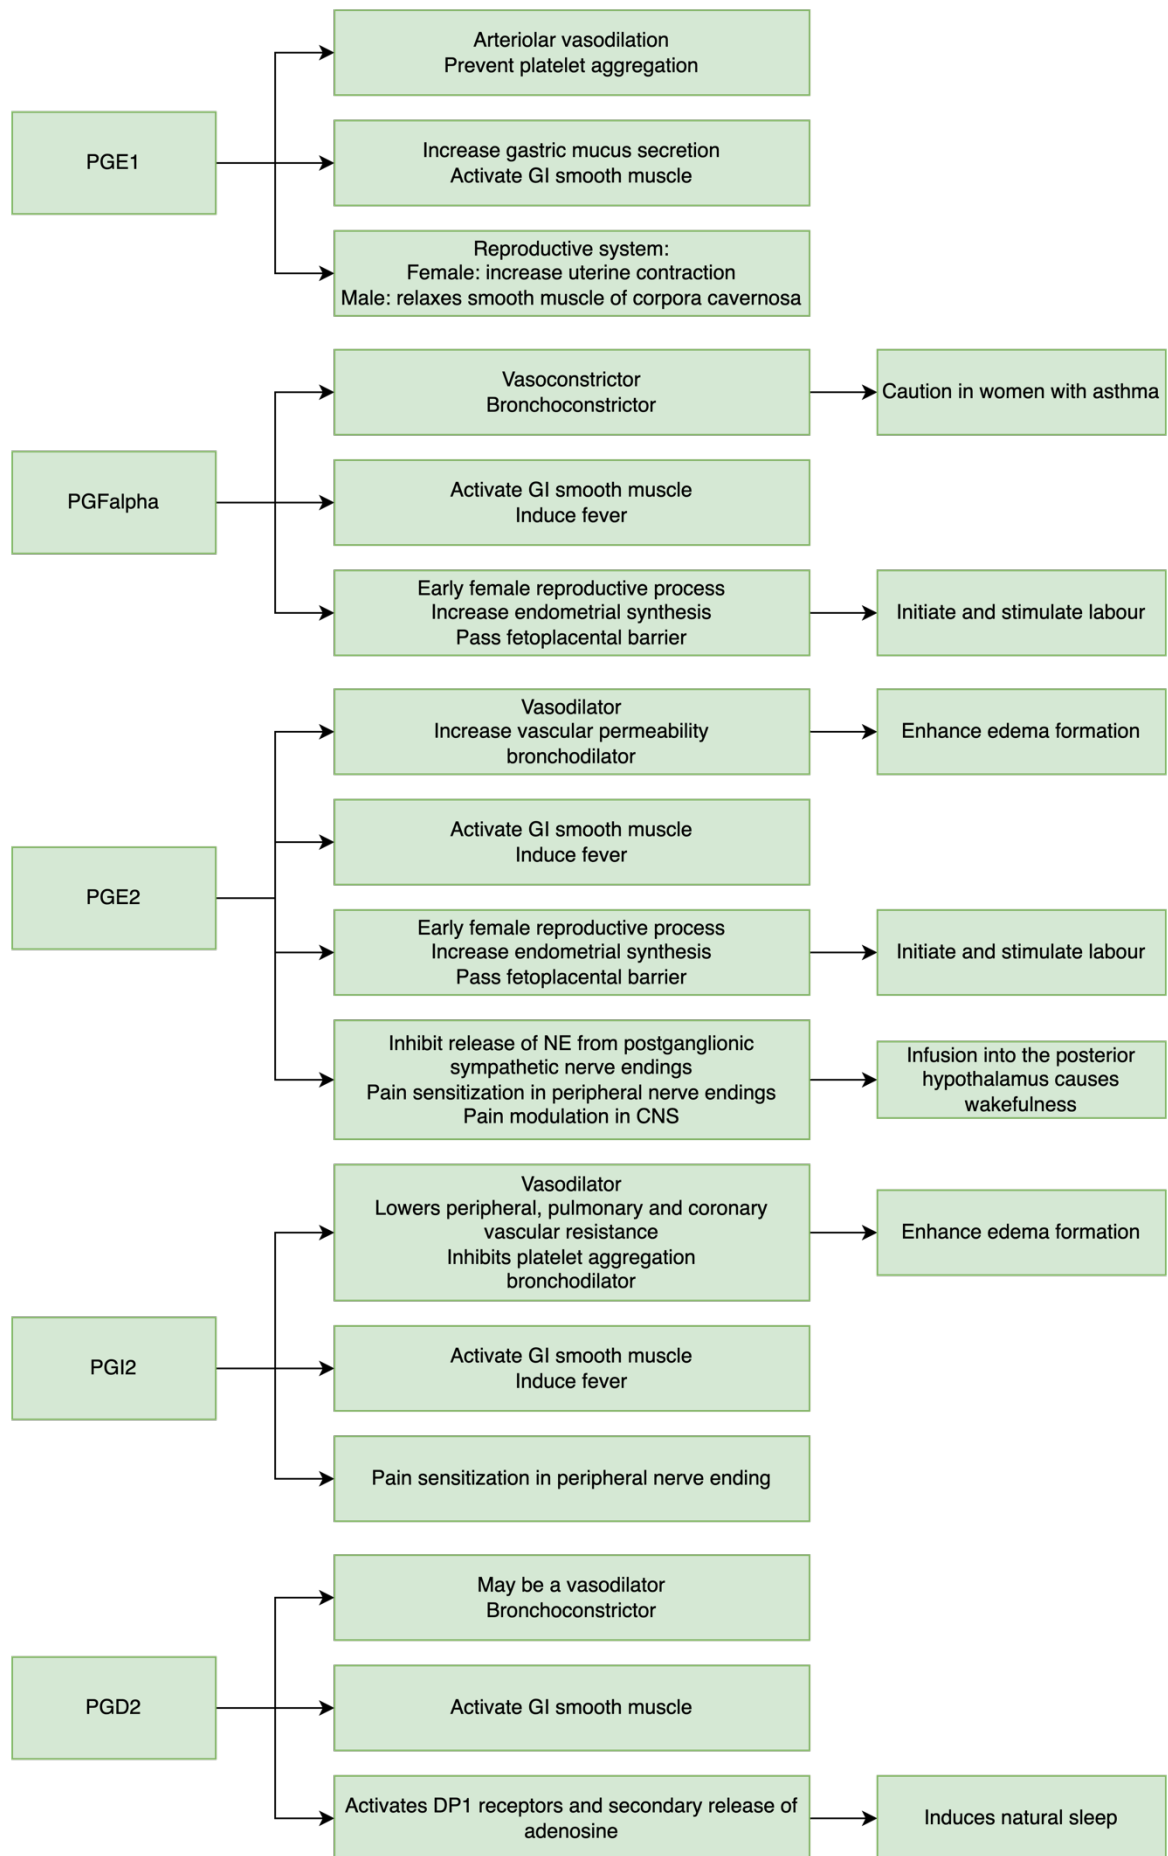 PGE1
Arteriolar vasodilation
Prevent platelet aggregation
Increase gastric mucus secretion
Activate GI smooth muscle
Reproductive system:
Female: increase uterine contraction
Male: relaxes smooth muscle of corpora cavernosa
PGFalpha
Vasoconstrictor
Bronchoconstrictor
Caution in women with asthma
Activate GI smooth muscle
Induce fever
Early female reproductive process
Increase endometrial synthesis
Pass fetoplacental barrier
Initiate and stimulate labour
PGE2
Vasodilator
Increase vascular permeability
bronchodilator
Enhance edema formation
Activate GI smooth muscle
Induce fever
Early female reproductive process
Increase endometrial synthesis
Pass fetoplacental barrier
Initiate and stimulate labour
Inhibit release of NE from postganglionic
sympathetic nerve endings
Pain sensitization in peripheral nerve endings
Pain modulation in CNS
Infusion into the posterior
hypothalamus causes
wakefulness
PGI2
Vasodilator
Lowers peripheral, pulmonary and coronary
vascular resistance
Inhibits platelet aggregation
bronchodilator
Enhance edema formation
Activate GI smooth muscle
Induce fever
Pain sensitization in peripheral nerve ending
PGD2
May be a vasodilator
Bronchoconstrictor
Activate GI smooth muscle
Activates DP1 receptors and secondary release of
adenosine
Induces natural sleep